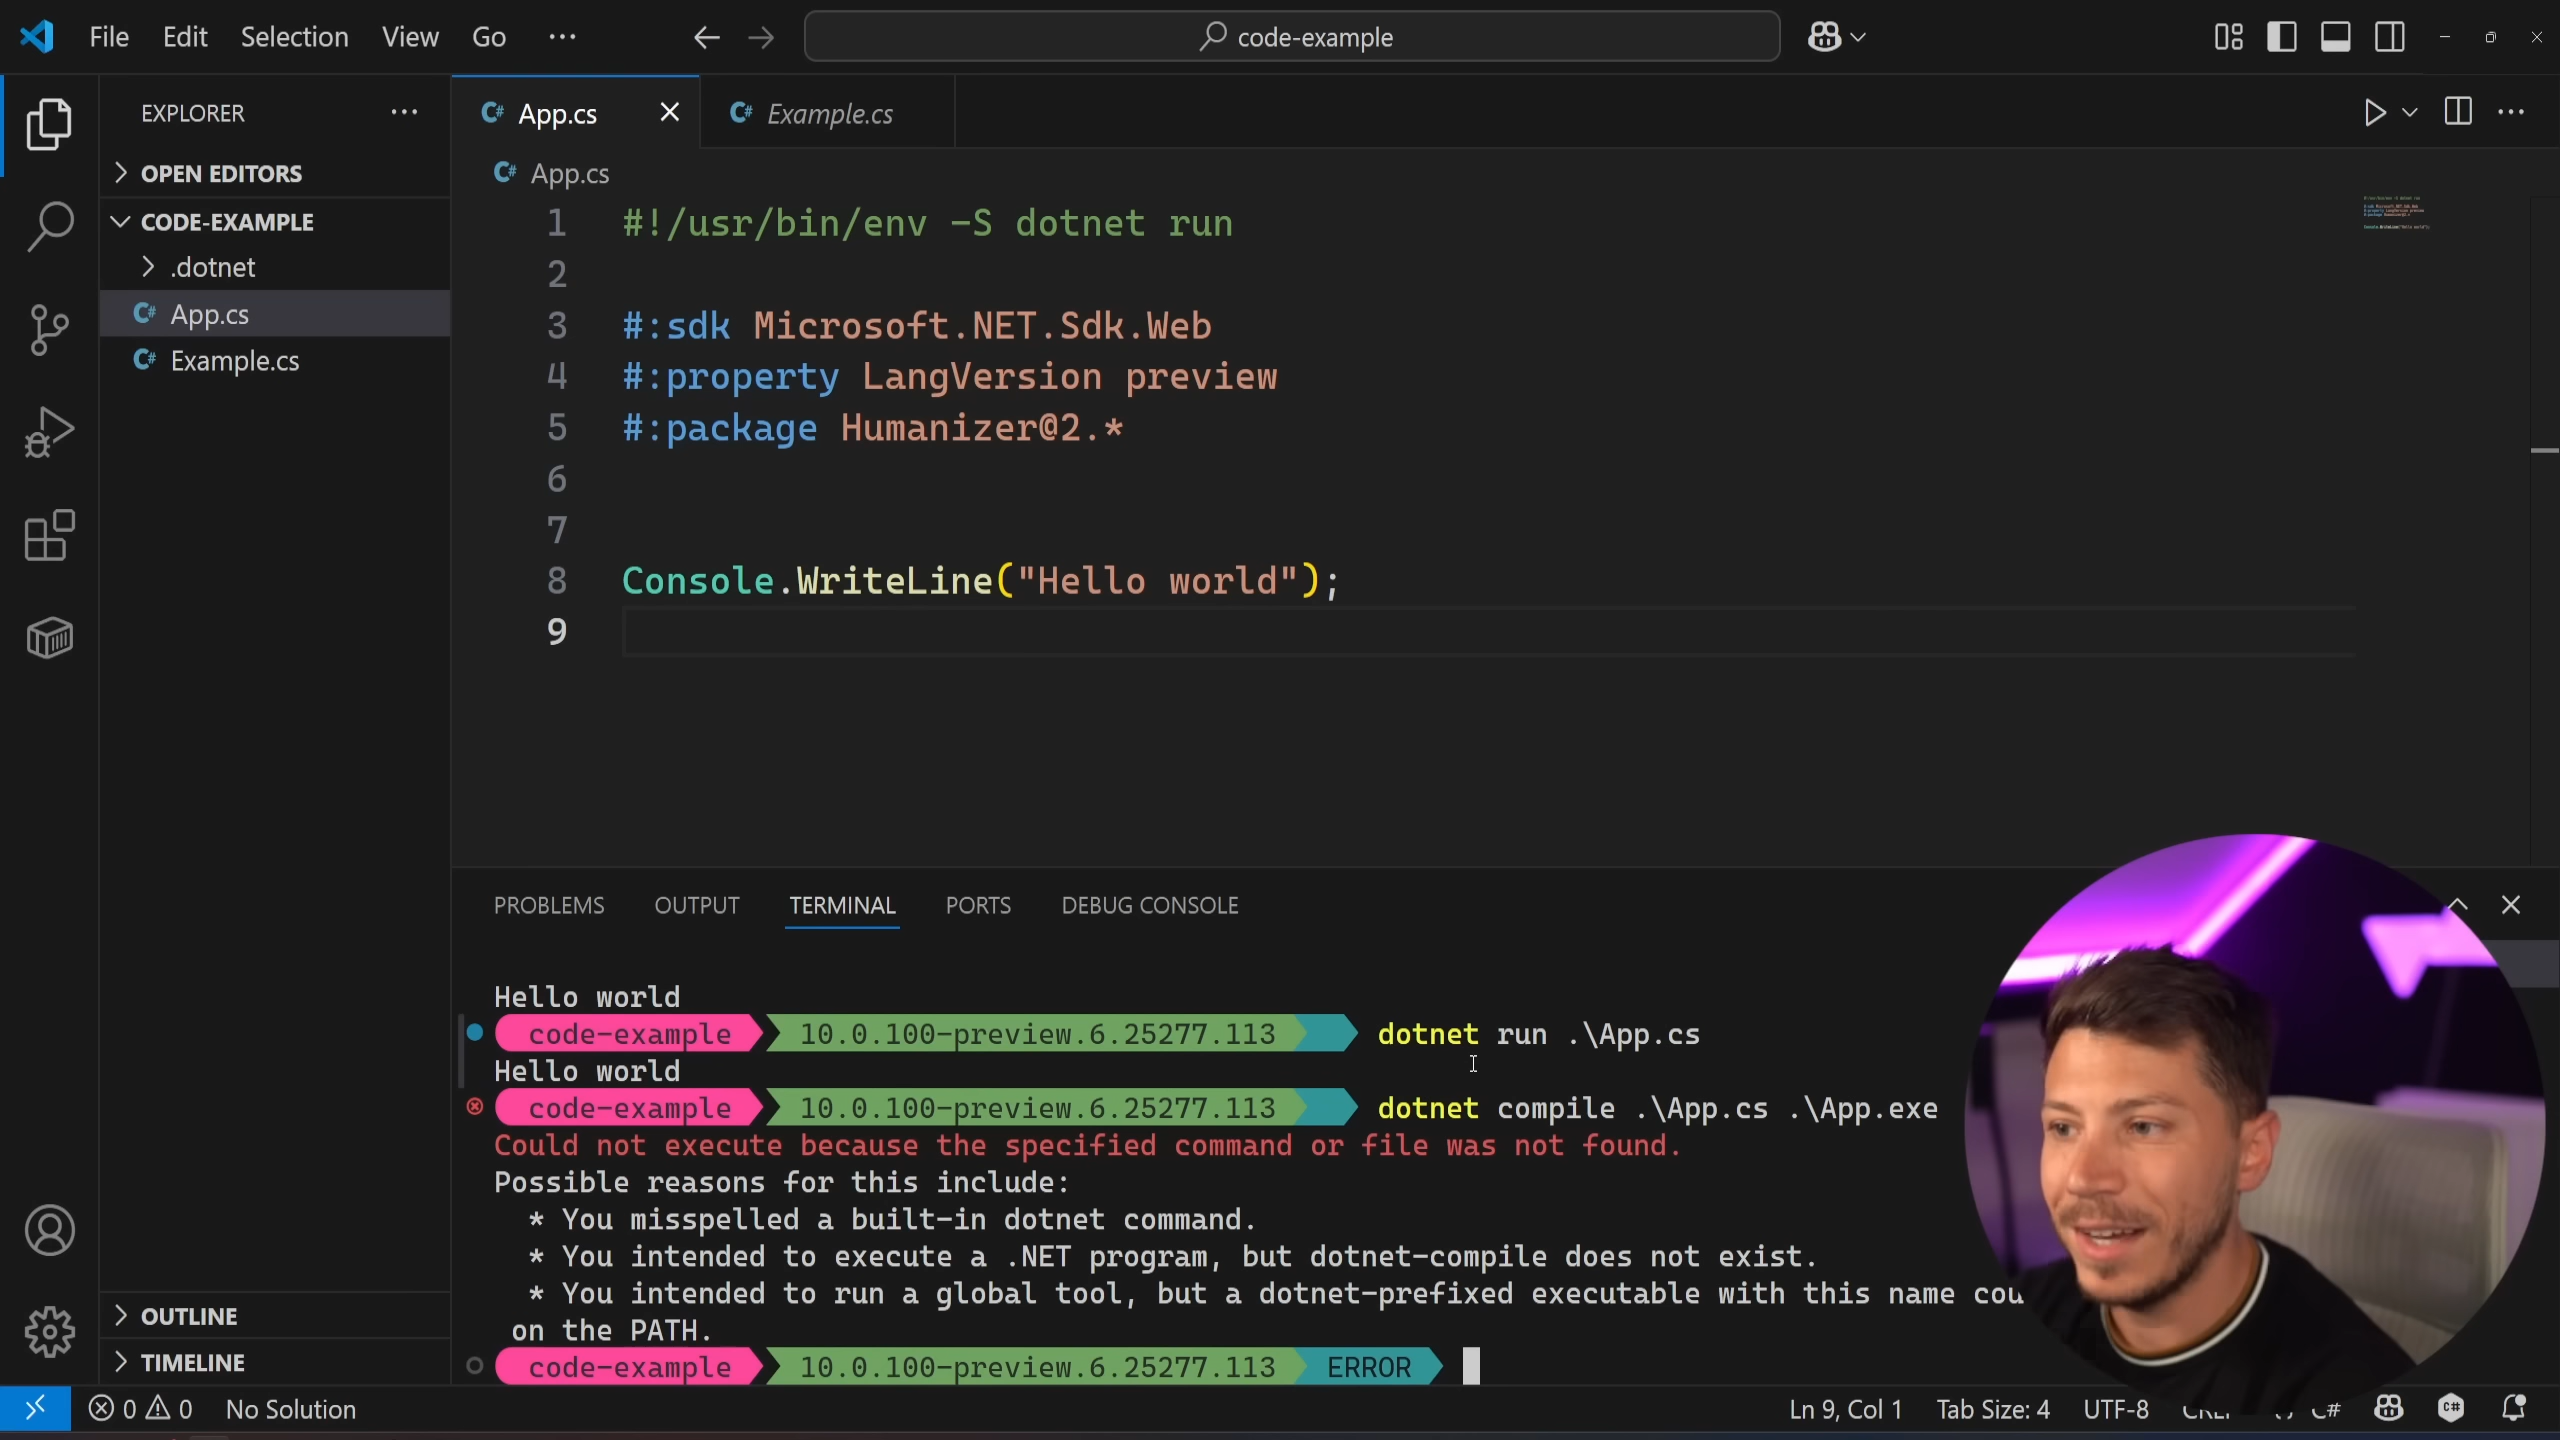 File Edit Selection View Go ···
code-example
EXPLORER ···
OPEN EDITORS
CODE-EXAMPLE
.dotnet
App.cs
Example.cs
OUTLINE
TIMELINE
App.cs
Example.cs
App.cs
1 #!/usr/bin/env -S dotnet run
2
3 #:sdk Microsoft.NET.Sdk.Web
4 #:property LangVersion preview
5 #:package Humanizer@2.*
6
7
8 Console.WriteLine("Hello world");
9
PROBLEMS OUTPUT TERMINAL PORTS DEBUG CONSOLE
Hello world
code-example 10.0.100-preview.6.25277.113 dotnet run .\App.cs
Hello world
code-example 10.0.100-preview.6.25277.113 dotnet compile .\App.cs .\App.exe
Could not execute because the specified command or file was not found.
Possible reasons for this include:
* You misspelled a built-in dotnet command.
* You intended to execute a .NET program, but dotnet-compile does not exist.
* You intended to run a global tool, but a dotnet-prefixed executable with this name
on the PATH.
code-example 10.0.100-preview.6.25277.113 ERROR
0 0 No Solution
Ln 9, Col 1 Tab Size: 4 UTF-8 C#